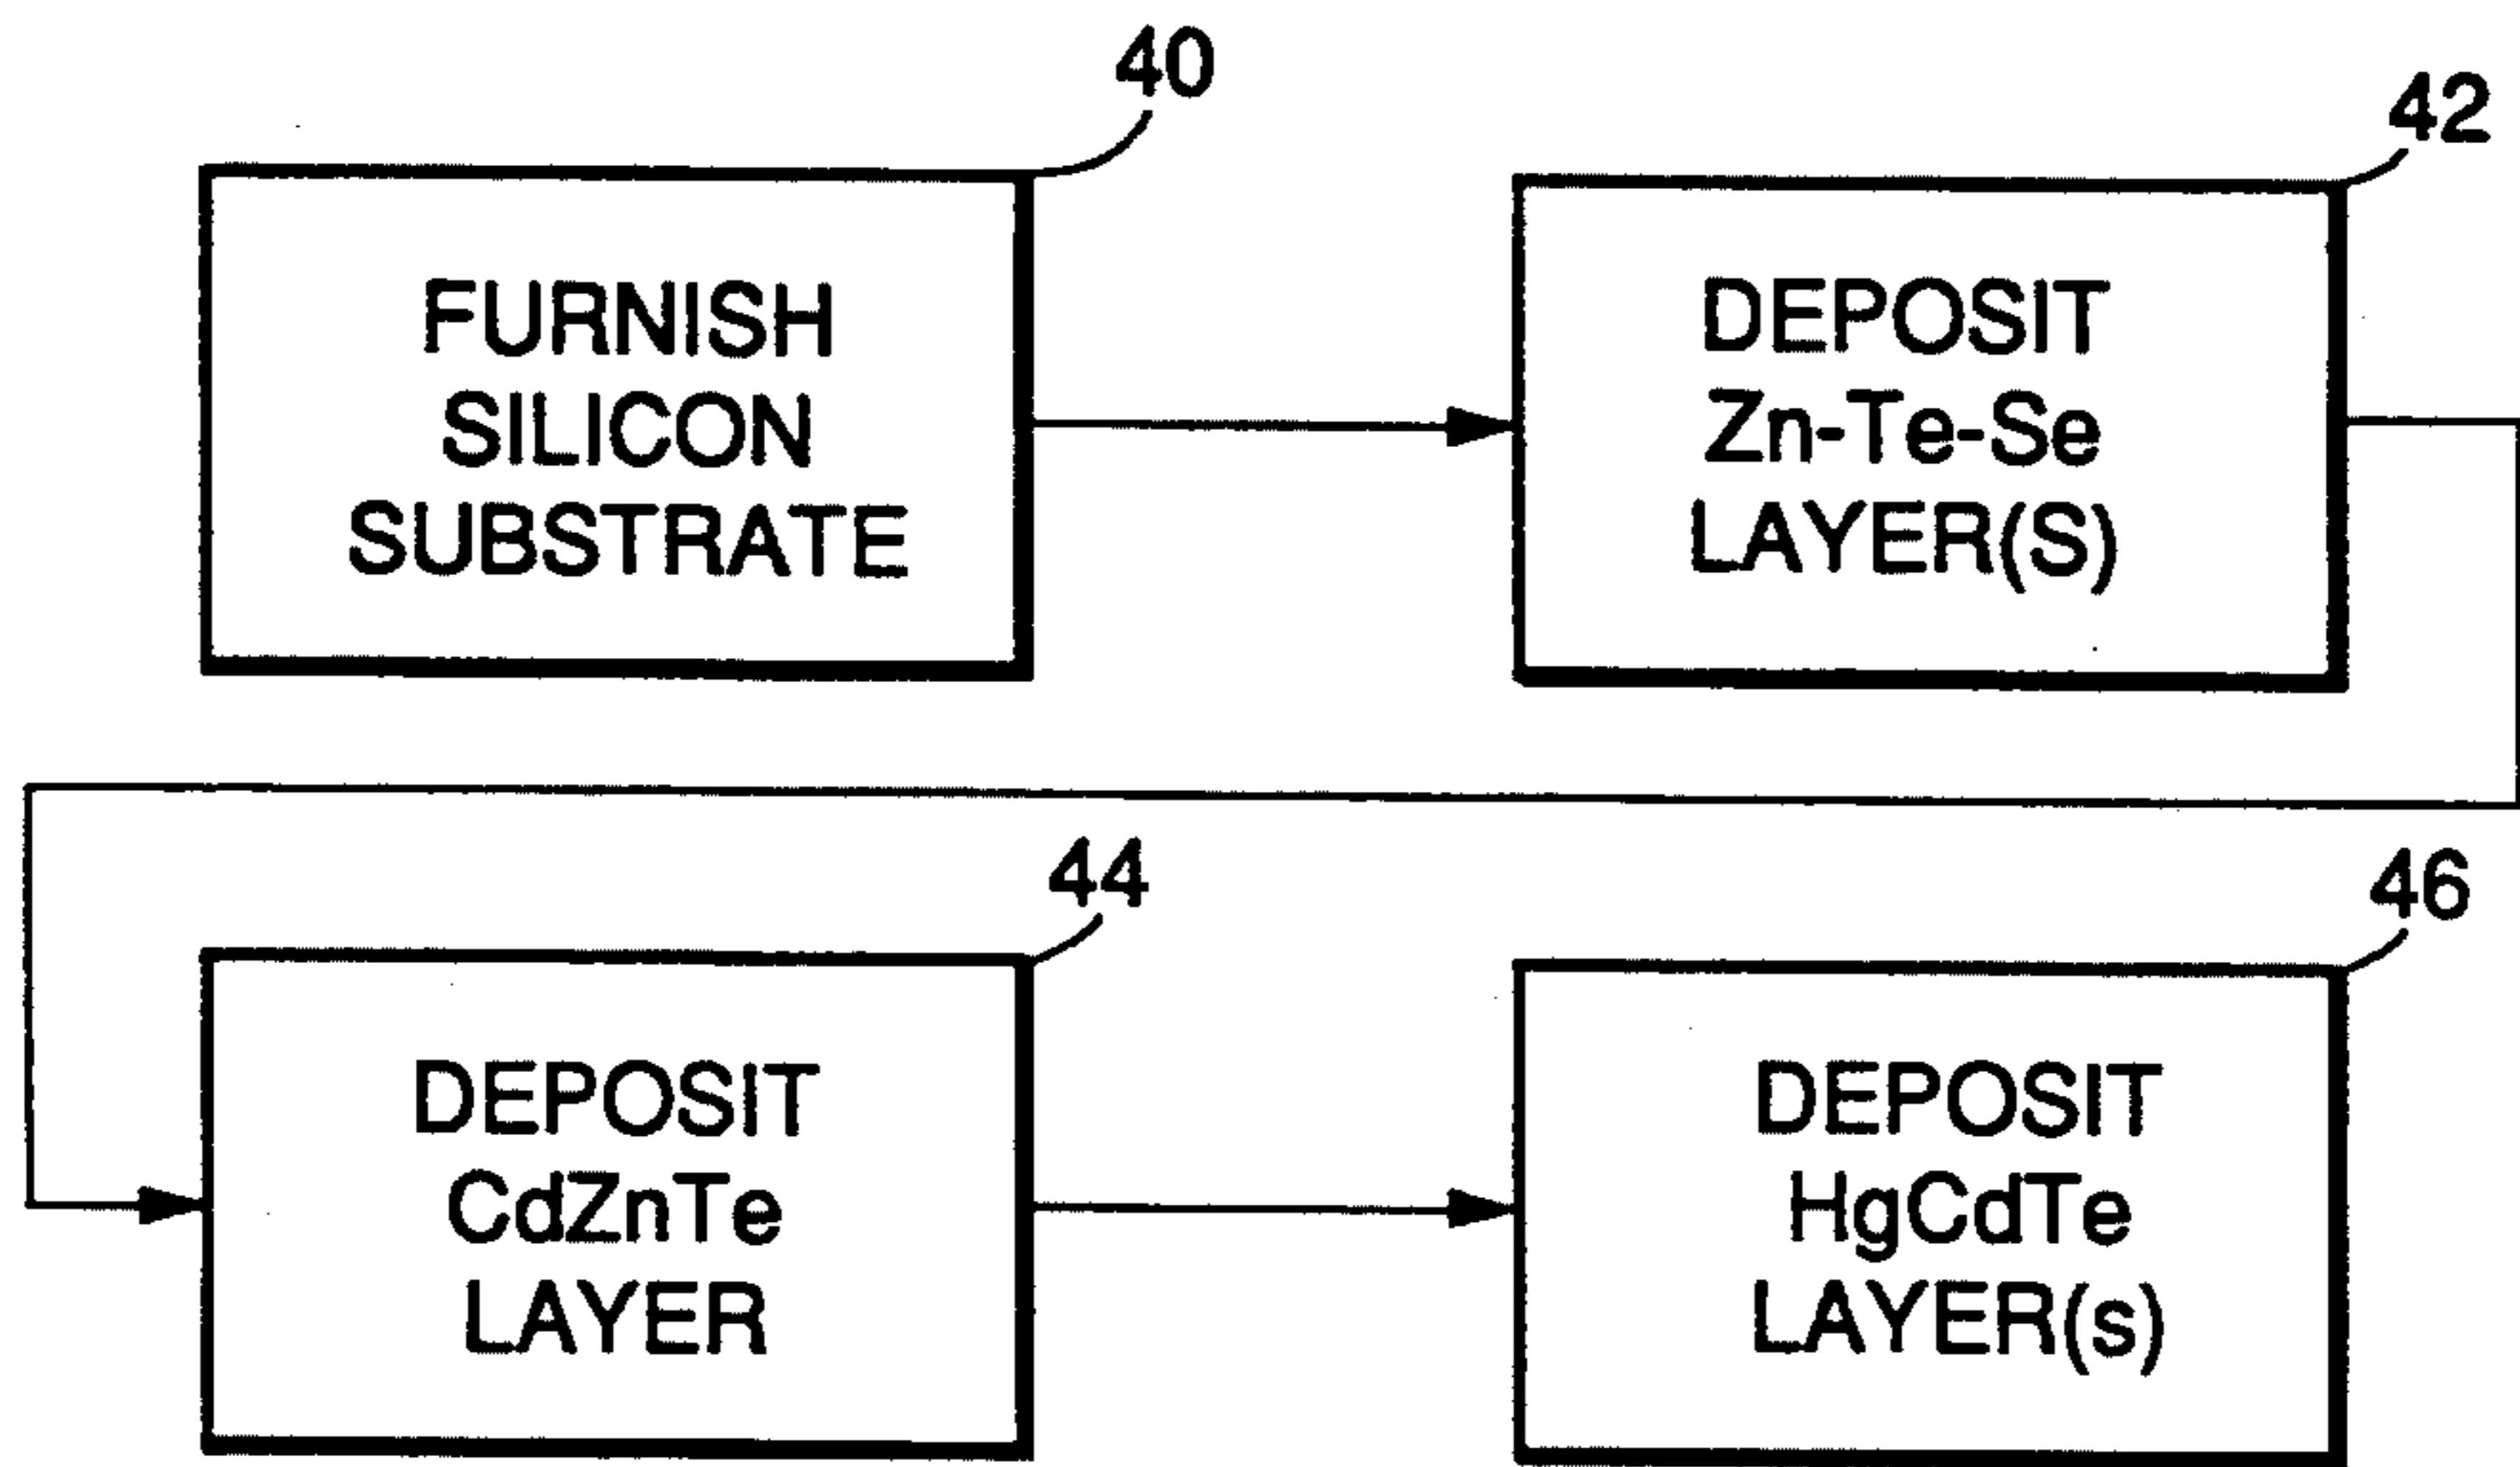 40
FURNISH
SILICON
SUBSTRATE
42
DEPOSIT
Zn-Te-Se
LAYER(S)
44
DEPOSIT
CdZnTe
LAYER
46
DEPOSIT
HgCdTe
LAYER(s)